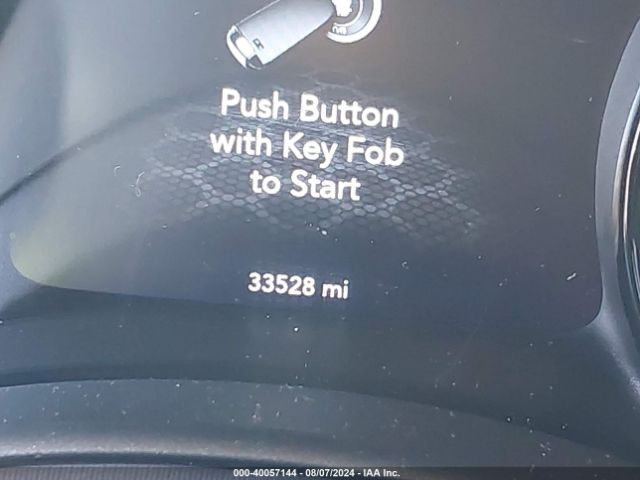 Push Button
with Key Fob
to Start
33528 mi
000-40057144 - 08/07/2024 - IAA Inc.